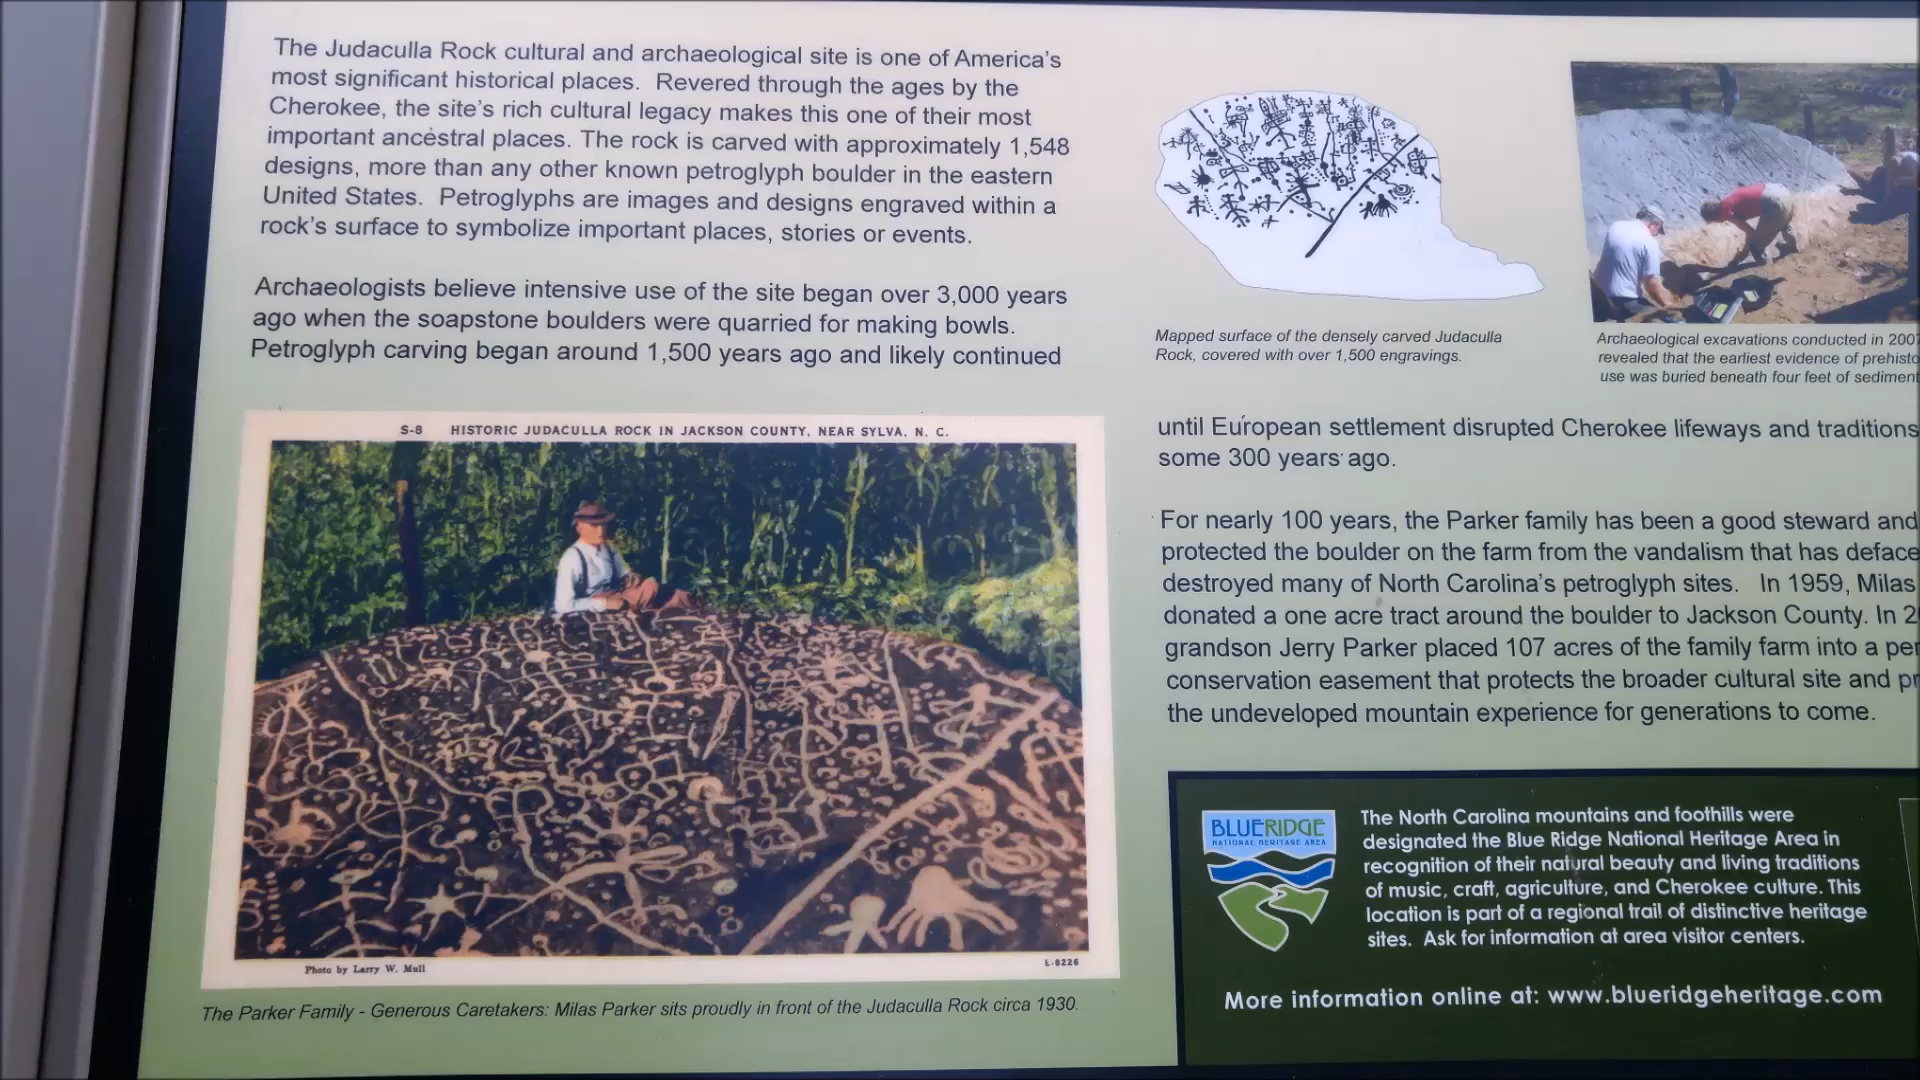 The Judaculla Rock cultural and archaeological site is one of America's
most significant historical places. Revered through the ages by the
Cherokee, the site's rich cultural legacy makes this one of their most
important ancestral places. The rock is carved with approximately 1,548
designs, more than any other known petroglyph boulder in the eastern
United States. Petroglyphs are images and designs engraved within a
rock's surface to symbolize important places, stories or events.
Archaeologists believe intensive use of the site began over 3,000 years
ago when the soapstone boulders were quarried for making bowls.
Petroglyph carving began around 1,500 years ago and likely continued
S-8 HISTORIC JUDACULLA ROCK IN JACKSON COUNTY, NEAR SYLVA, N. C.
Photo by Larry W. Mull
L-8226
The Parker Family - Generous Caretakers: Milas Parker sits proudly in front of the Judaculla Rock circa 1930.
Mapped surface of the densely carved Judaculla
Rock, covered with over 1,500 engravings.
Archaeological excavations conducted in 2007
revealed that the earliest evidence of
use was buried beneath four feet of sediment
until European settlement disrupted Cherokee lifeways and traditions
some 300 years ago.
For nearly 100 years, the Parker family has been a good steward and
protected the boulder on the farm from the vandalism that has
destroyed many of North Carolina's petroglyph sites. In 1959, Milas
donated a one acre tract around the boulder to Jackson County. In
grandson Jerry Parker placed 107 acres of the family farm into a
conservation easement that protects the broader cultural site and
the undeveloped mountain experience for generations to come.
BLUERIDGE
NATIONAL HERITAGE AREA
The North Carolina mountains and foothills were
designated the Blue Ridge National Heritage Area in
recognition of their natural beauty and living traditions
of music, craft, agriculture, and Cherokee culture. This
location is part of a regional trail of distinctive heritage
sites. Ask for information at area visitor centers.
More information online at: www.blueridgeheritage.com